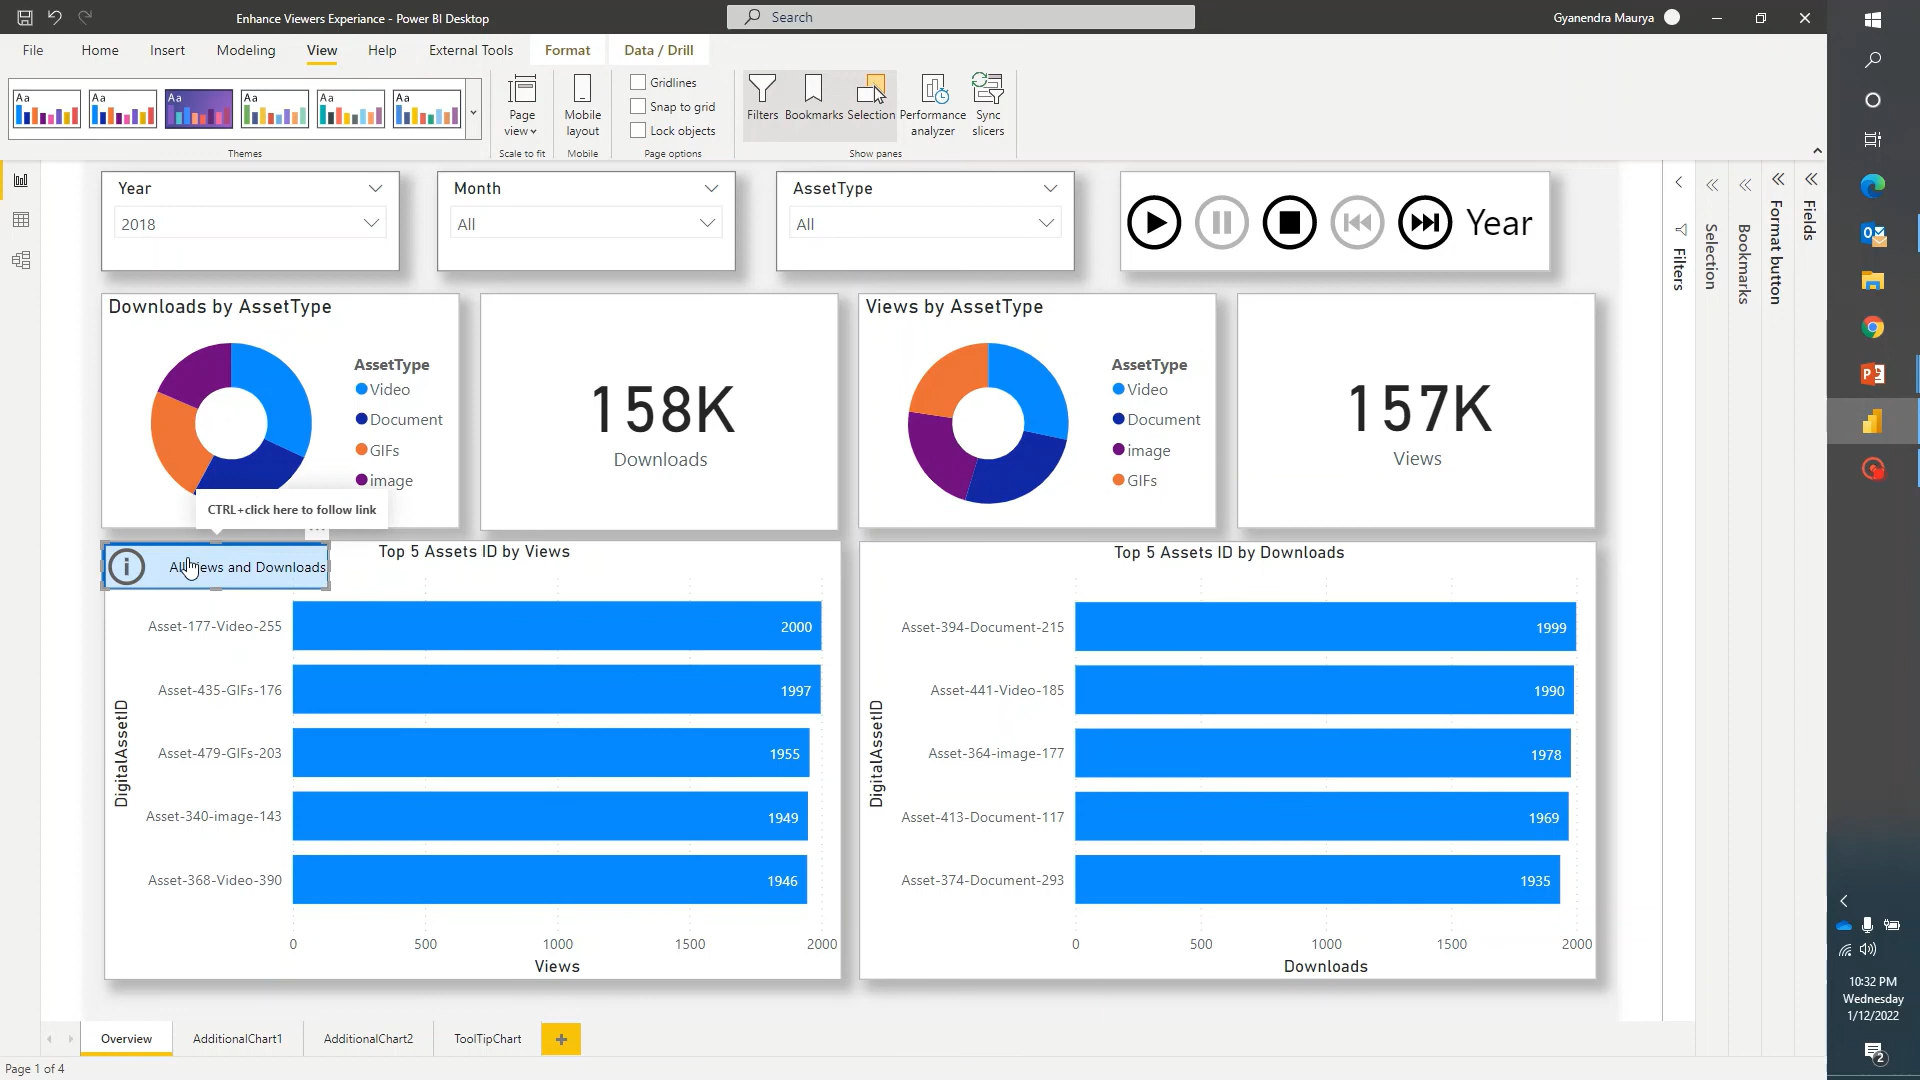 Enhance Viewers Experiance - Power BI Desktop
Search
Gyanendra Maurya
File Home Insert Modeling View Help External Tools Format Data / Drill
Aa Aa Aa Aa Aa Aa
Themes
Page view
Scale to fit
Mobile layout
Mobile
Gridlines
Snap to grid
Lock objects
Page options
Filters Bookmarks Selection Performance analyzer Sync slicers
Show panes
Year
2018
Month
All
AssetType
All
Year
Filters
Selection
Bookmarks
Format button
Fields
Downloads by AssetType
AssetType
Video
Document
GIFs
image
158K
Downloads
Views by AssetType
AssetType
Video
Document
image
GIFs
157K
Views
CTRL+click here to follow link
i
Views and Downloads
Top 5 Assets ID by Views
DigitalAssetID
Asset-177-Video-255 2000
Asset-435-GIFs-176 1997
Asset-479-GIFs-203 1955
Asset-340-image-143 1949
Asset-368-Video-390 1946
0 500 1000 1500 2000
Views
Top 5 Assets ID by Downloads
DigitalAssetID
Asset-394-Document-215 1999
Asset-441-Video-185 1990
Asset-364-image-177 1978
Asset-413-Document-117 1969
Asset-374-Document-293 1935
0 500 1000 1500 2000
Downloads
Overview AdditionalChart1 AdditionalChart2 ToolTipChart +
Page 1 of 4
10:32 PM
Wednesday
1/12/2022
2